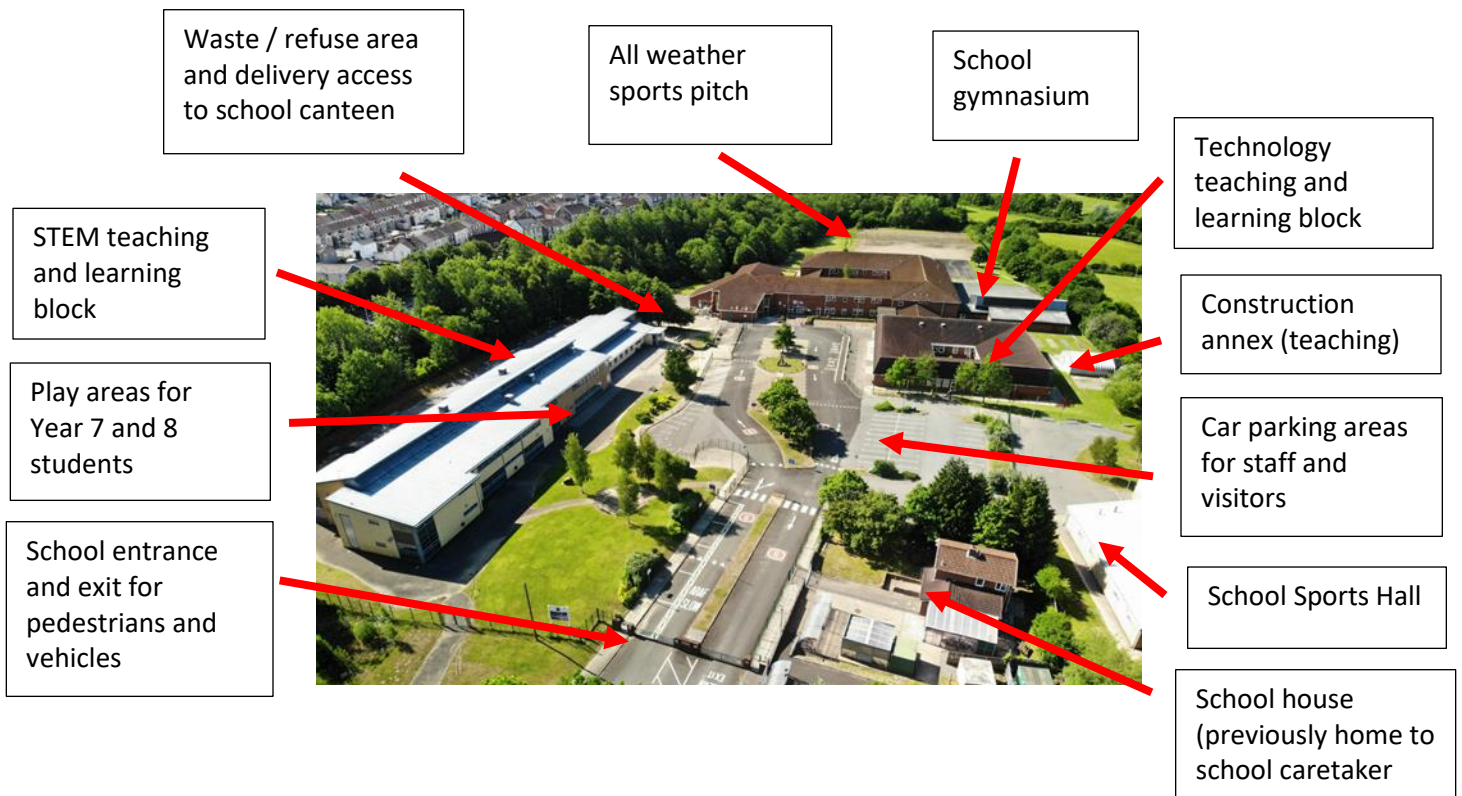 Waste / refuse area
and delivery access
to school canteen
All weather
sports pitch
School
gymnasium
Technology
teaching and
learning block
STEM teaching
and learning
block
Construction
annex (teaching)
Play areas for
Year 7 and 8
students
Car parking areas
for staff and
visitors
School entrance
and exit for
pedestrians and
vehicles
School Sports Hall
School house
(previously home to
school caretaker
ARAF
SLOW